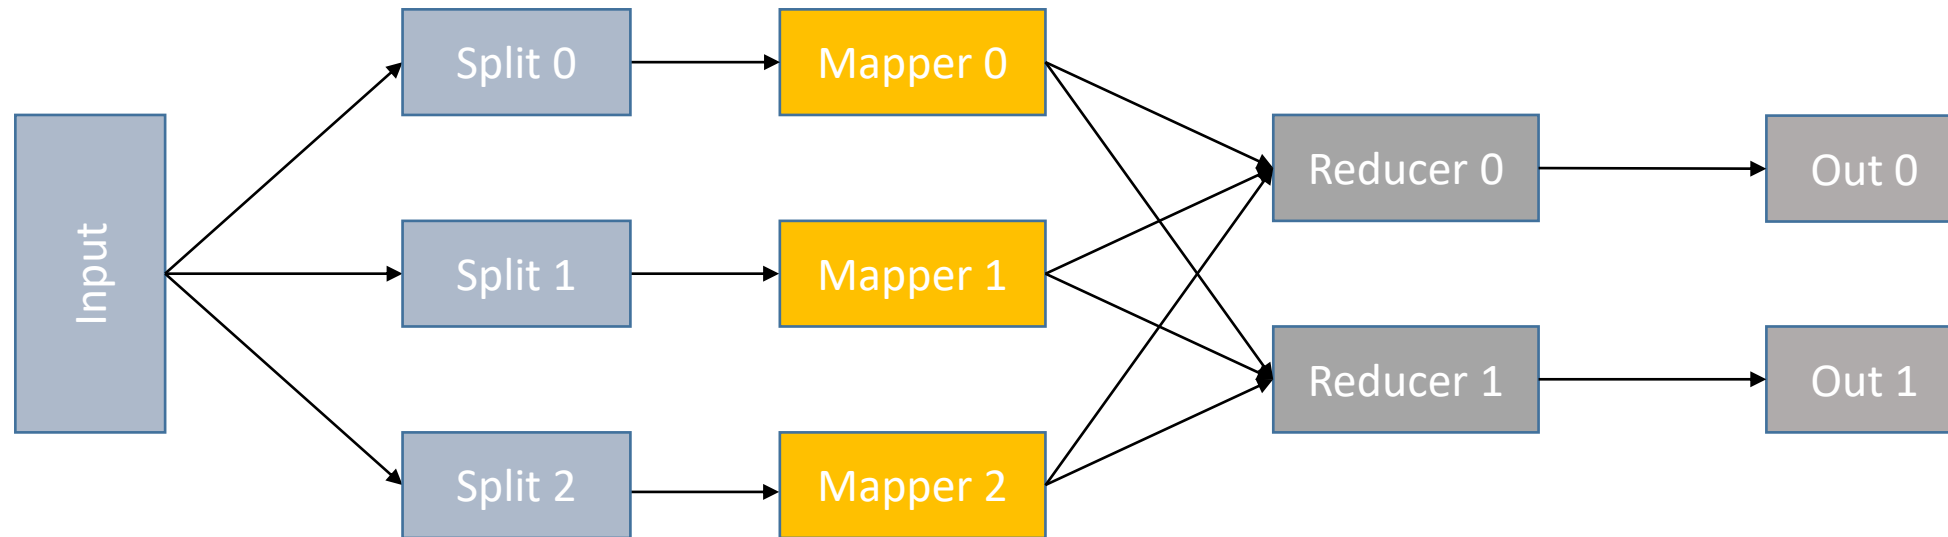 Input
Split 0
Mapper 0
Split 1
Mapper 1
Split 2
Mapper 2
Reducer 0
Out 0
Reducer 1
Out 1